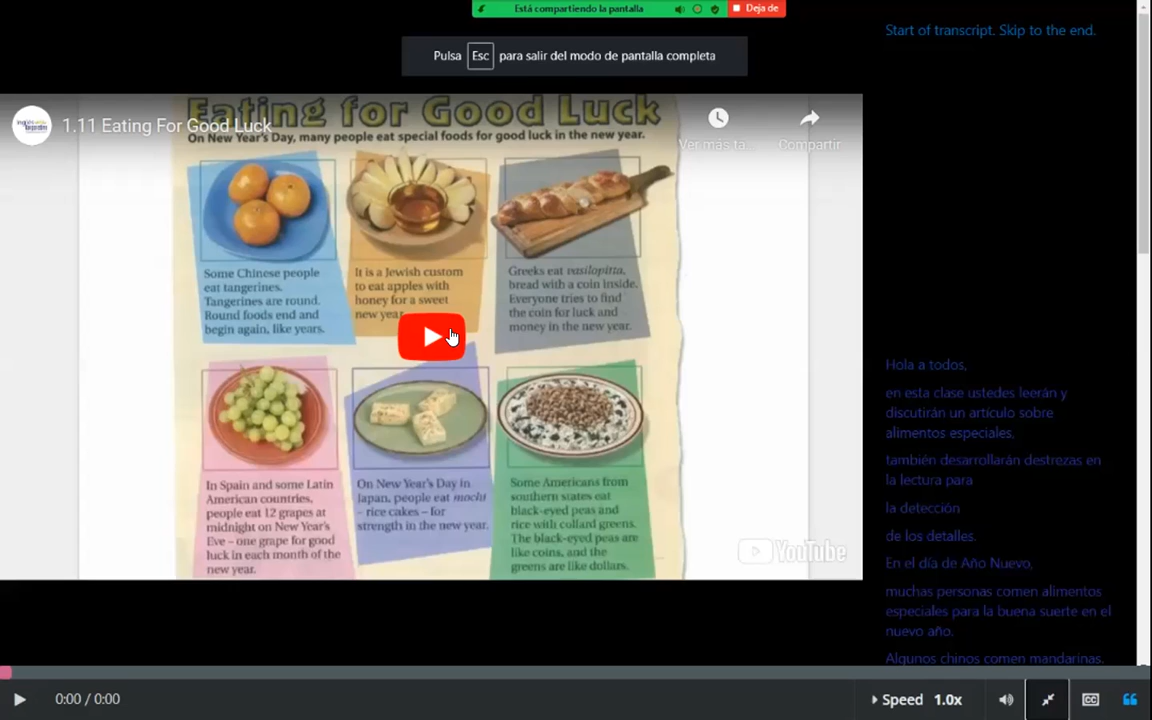 Está compartiendo la pantalla
Deja de
Start of transcript. Skip to the end.
Pulsa Esc para salir del modo de pantalla completa
Eating for Good Luck
1.11 Eating For Good Luck
On New Year's Day, many people eat special foods for good luck in the new year.
Ver más ta...
Compartir
Some Chinese people
eat tangerines.
Tangerines are round.
Round foods end and
begin again, like years.
It is a Jewish custom
to eat apples with
honey for a sweet
new year.
Greeks eat vasilopitta,
bread with a coin inside.
Everyone tries to find
the coin for luck and
money in the new year.
In Spain and some Latin
American countries,
people eat 12 grapes at
midnight on New Year's
Eve – one grape for good
luck in each month of the
new year.
On New Year's Day in
Japan, people eat mochi
– rice cakes – for
strength in the new year.
Some Americans from
southern states eat
black-eyed peas and
rice with collard greens.
The black-eyed peas are
like coins, and the
greens are like dollars.
YouTube
Hola a todos,
en esta clase ustedes leerán y
discutirán un artículo sobre
alimentos especiales,
también desarrollarán destrezas en
la lectura para
la detección
de los detalles.
En el día de Año Nuevo,
muchas personas comen alimentos
especiales para la buena suerte en el
nuevo año.
Algunos chinos comen mandarinas.
0:00 / 0:00
Speed 1.0x
CC